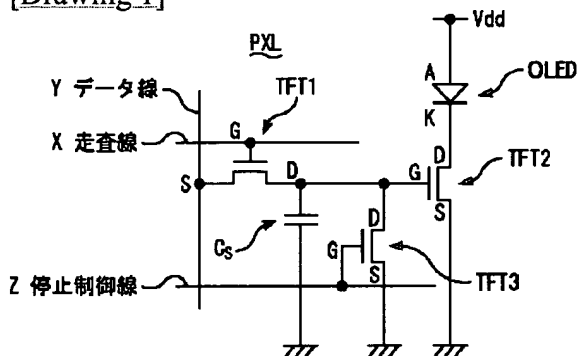 [Drawing 1]
Vdd
PXL
A
OLED
Y データ線
TFT1
K
X 走査線
G
D
TFT2
G
S
D
S
D
G
Cs
S
Z 停止制御線
TFT3